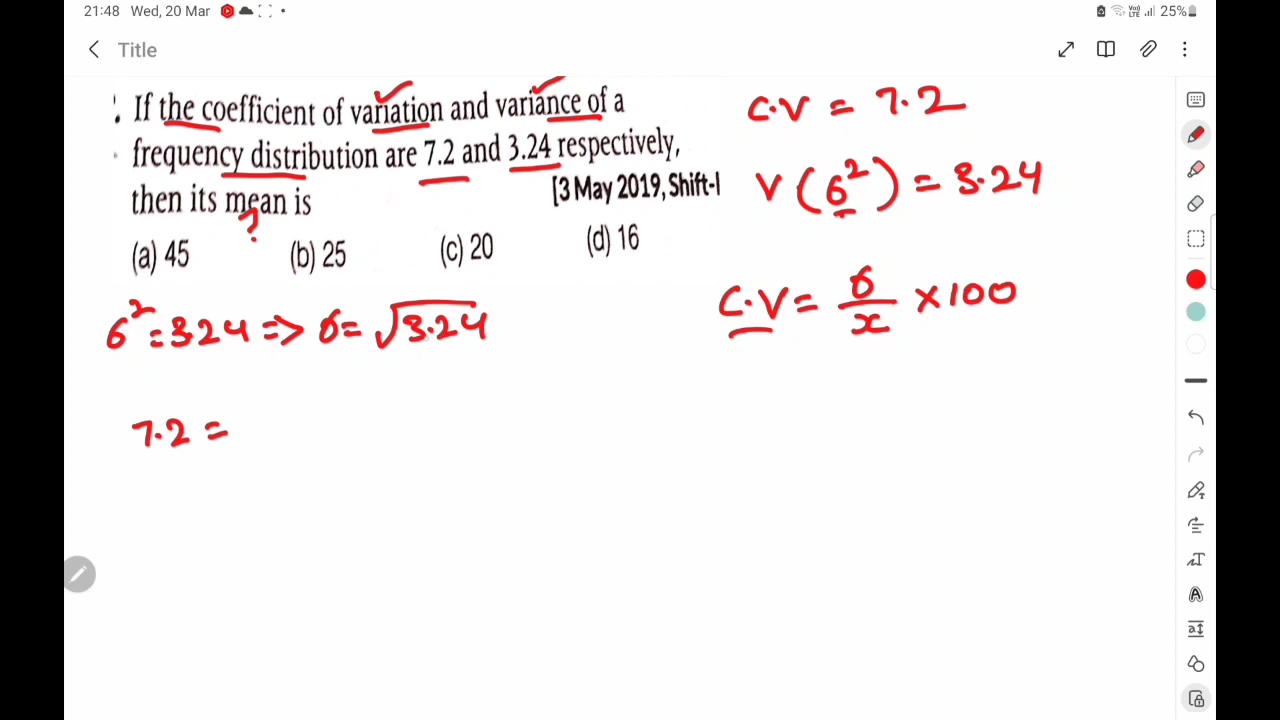 21:48 Wed, 20 Mar
25%
Title
If the coefficient of variation and variance of a
frequency distribution are 7.2 and 3.24 respectively,
then its mean is
[3 May 2019, Shift-I
?
(a) 45 (b) 25 (c) 20 (d) 16
C.V = 7.2
V(σ²) = 3.24
C.V = σ/x × 100
σ² = 3.24 => σ = √3.24
7.2 =